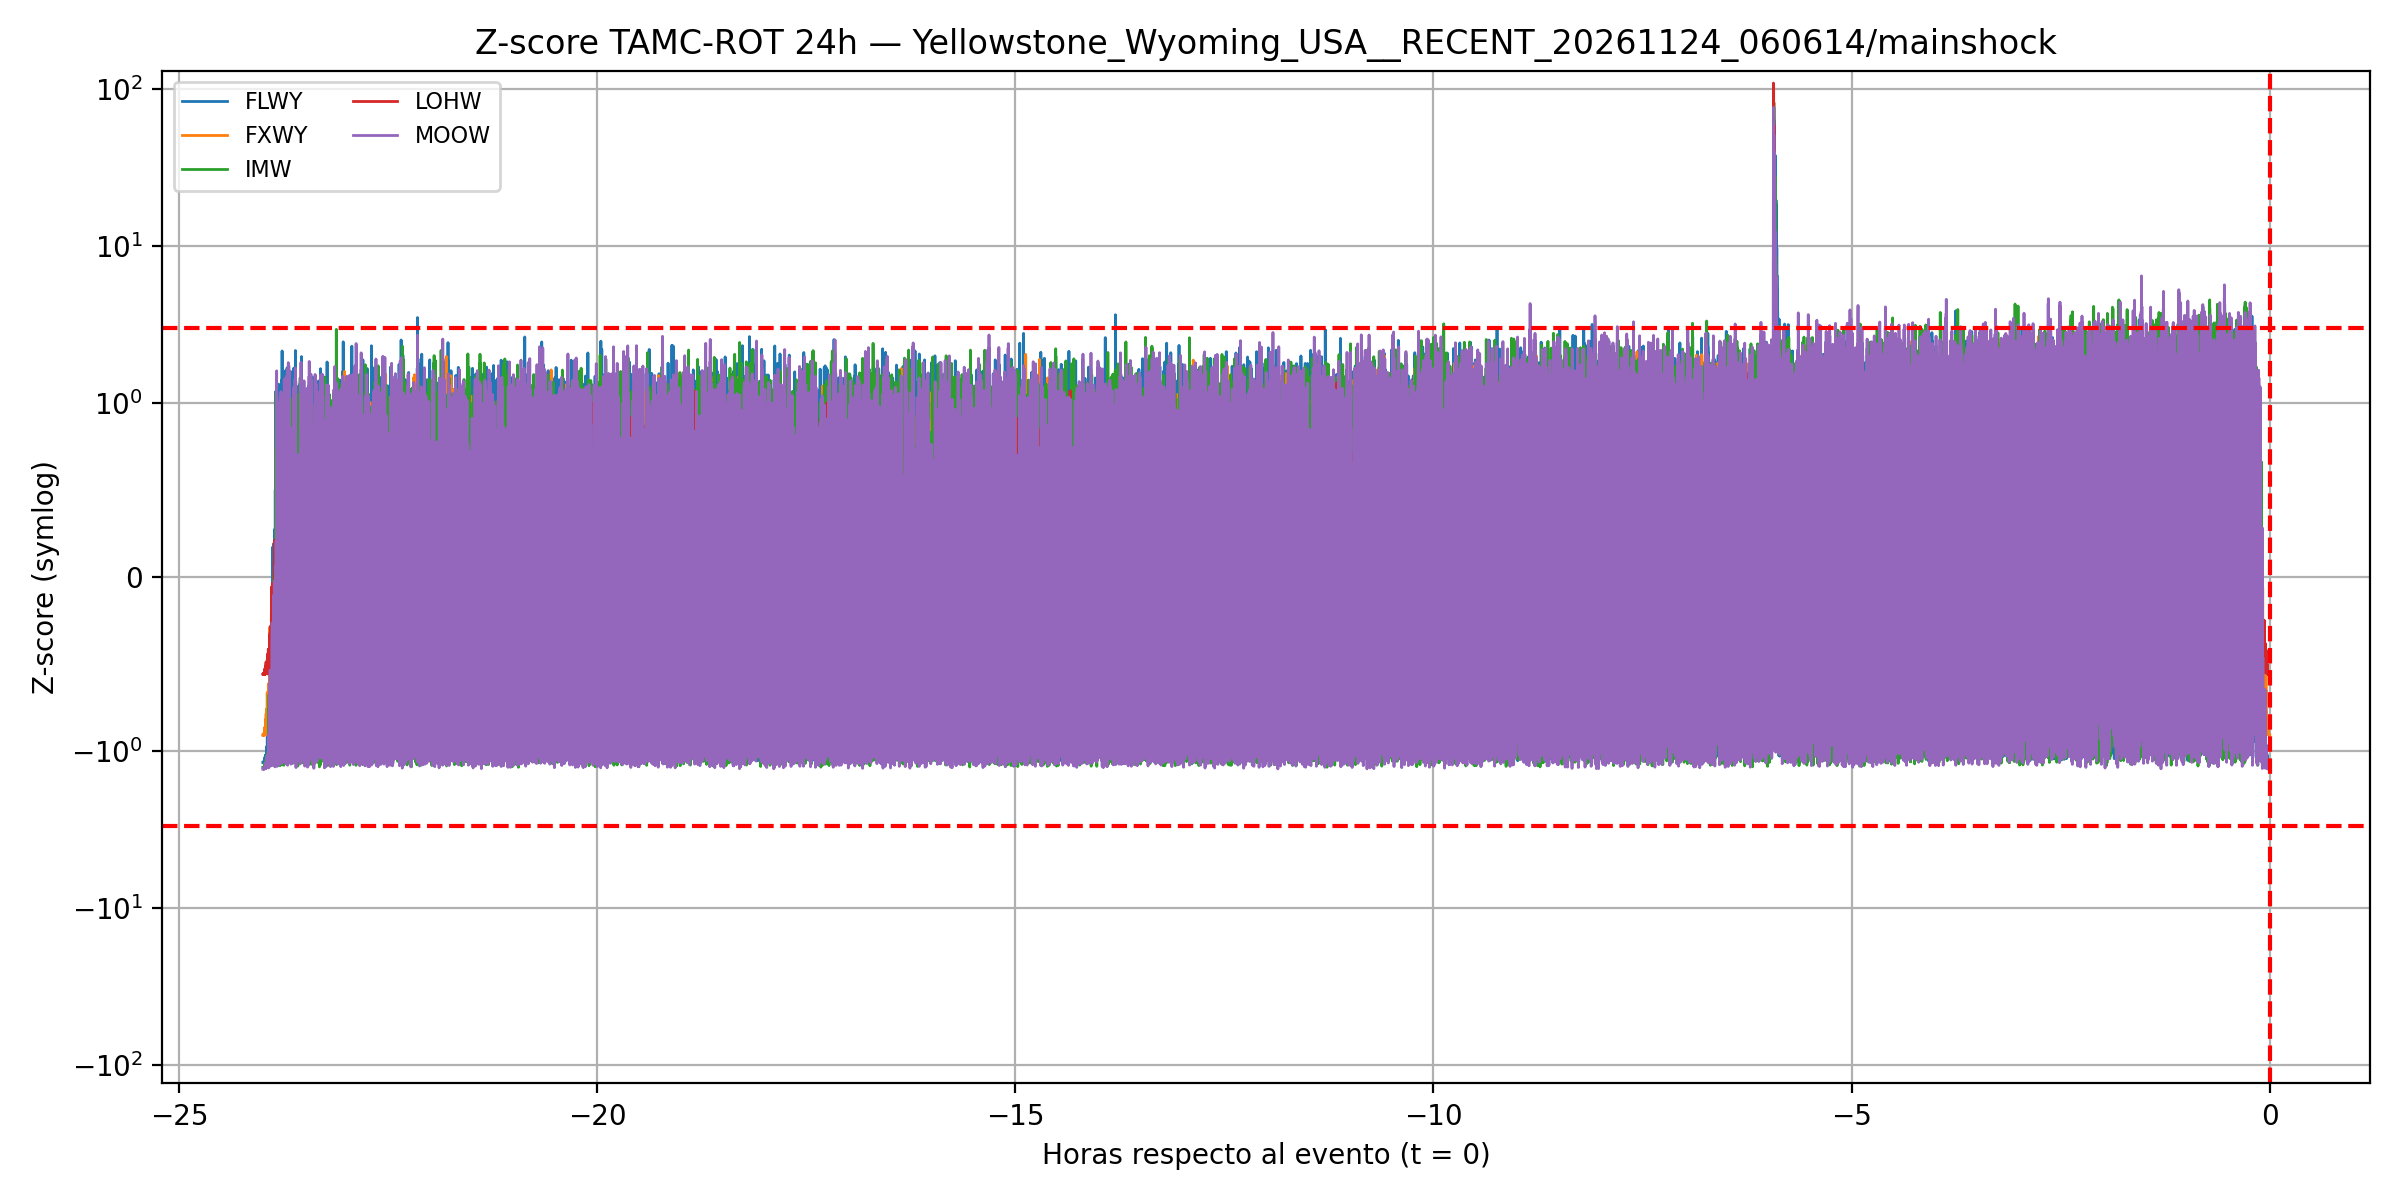 Z-score TAMC-ROT 24h — Yellowstone_Wyoming_USA__RECENT_20261124_060614/mainshock
FLWY
FXWY
IMW
LOHW
MOOW
10²
10¹
10⁰
0
−10⁰
−10¹
−10²
Z-score (symlog)
−25
−20
−15
−10
−5
0
Horas respecto al evento (t = 0)